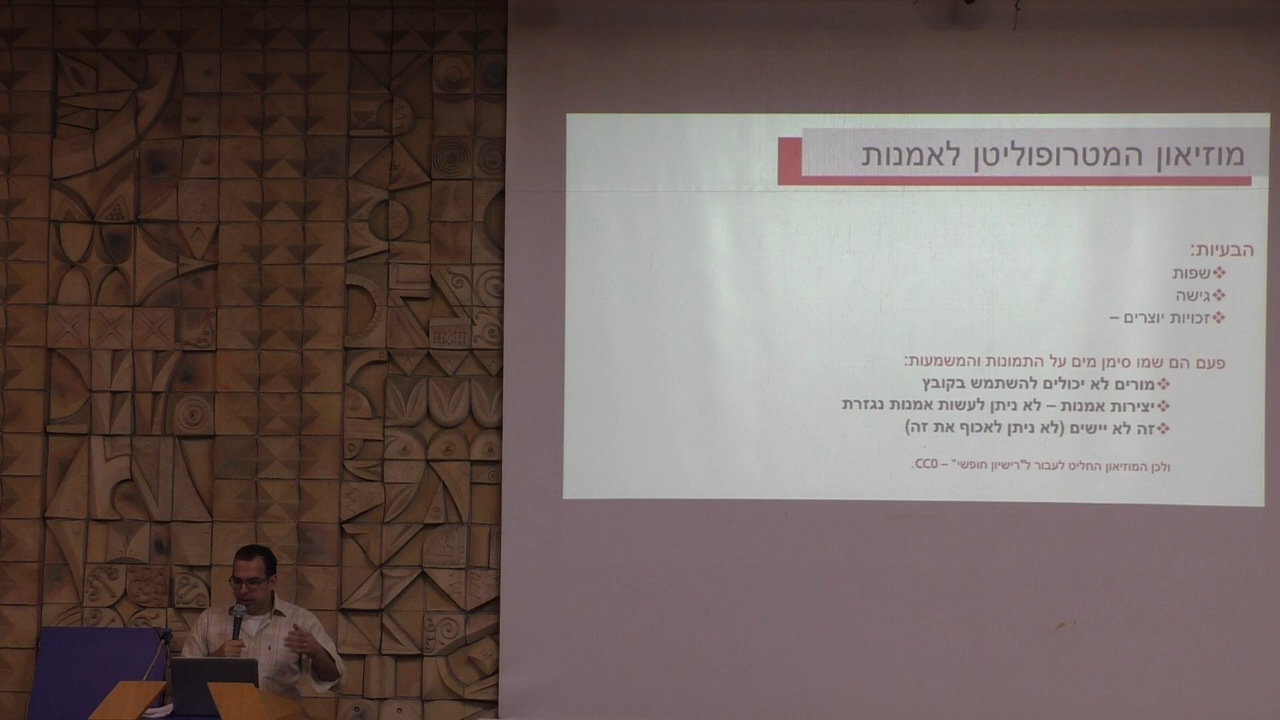 מוזיאון המטרופוליטן לאמנות
הבעיות:
❖שפות
❖גישה
❖זכויות יוצרים –
פעם הם שמו סימן מים על התמונות והמשמעות:
❖מורים לא יכולים להשתמש בקובץ
❖יצירות אמנות – לא ניתן לעשות אמנות נגזרת
❖זה לא יישים (לא ניתן לאכוף את זה)
ולכן המוזיאון החליט לעבור ל"רישיון חופשי" – CC0.